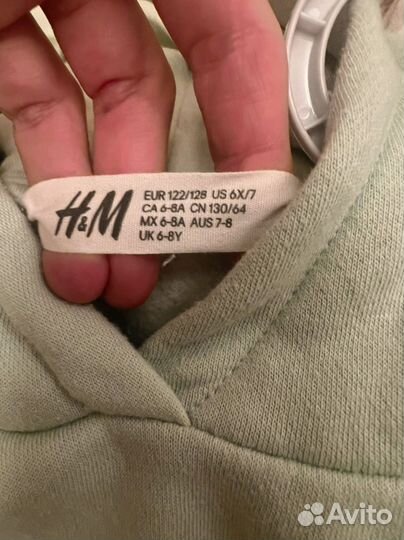 H&M
EUR 122/128 US 6X/7
CA 6-8A CN 130/64
MX 6-8A AUS 7-8
UK 6-8Y
Avito